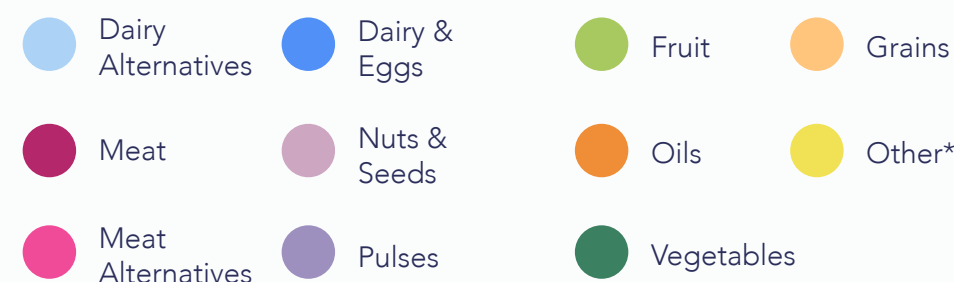 Dairy
Alternatives
Dairy &
Eggs
Fruit
Grains
Meat
Nuts &
Seeds
Oils
Other*
Meat
Alternatives
Pulses
Vegetables